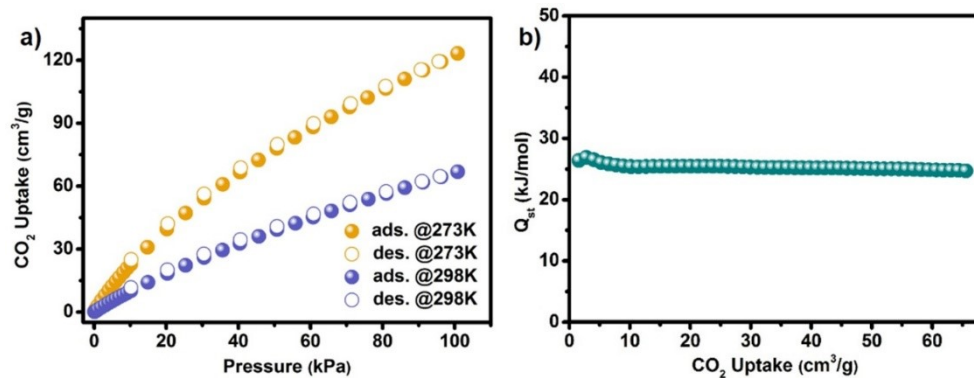 a)
CO₂ Uptake (cm³/g)
120
90
60
30
0
ads. @273K
des. @273K
ads. @298K
des. @298K
0 20 40 60 80 100
Pressure (kPa)
b)
Qst (kJ/mol)
50
40
30
20
10
0
0 10 20 30 40 50 60
CO₂ Uptake (cm³/g)